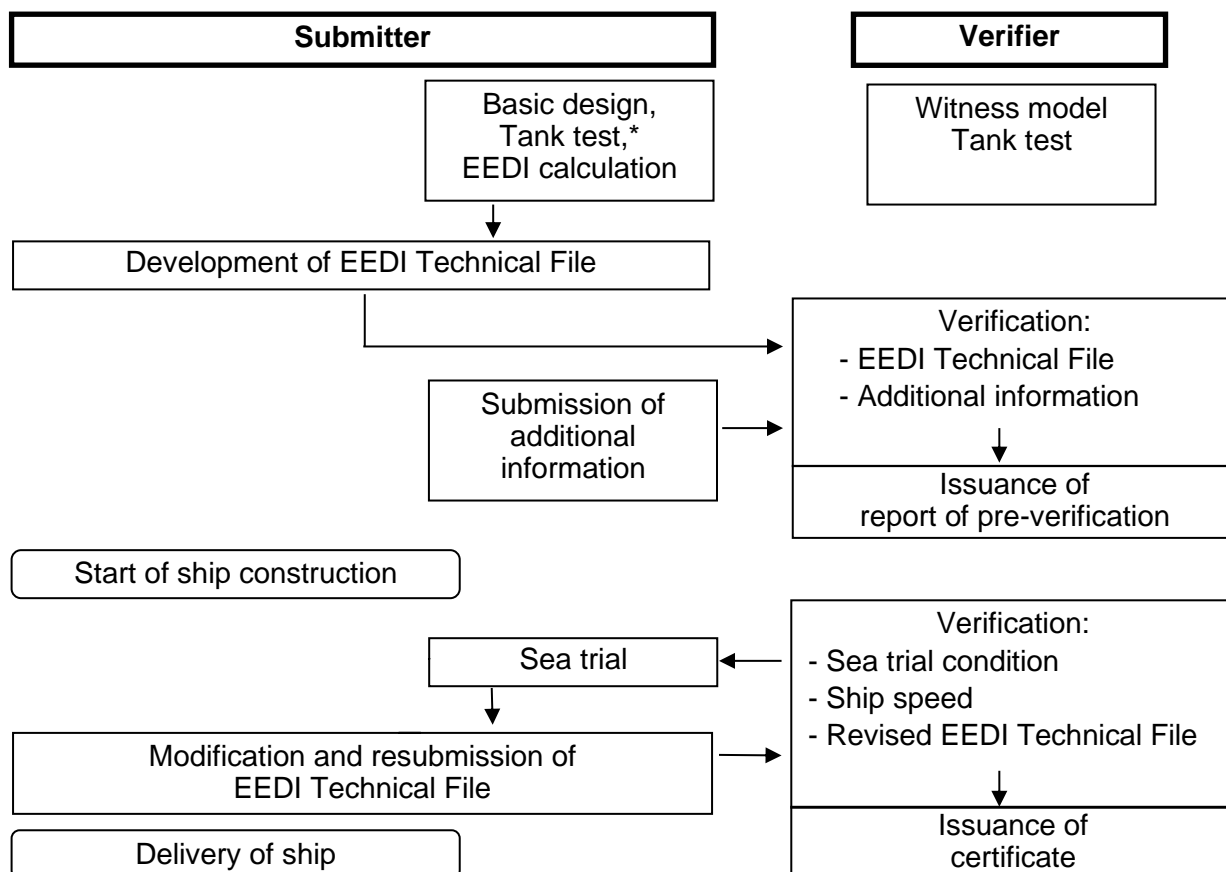 Submitter
Verifier
Basic design,
Tank test,*
EEDI calculation
Witness model
Tank test
Development of EEDI Technical File
Verification:
- EEDI Technical File
- Additional information
Submission of
additional
information
Issuance of
report of pre-verification
Start of ship construction
Verification:
- Sea trial condition
- Ship speed
- Revised EEDI Technical File
Sea trial
Modification and resubmission of
EEDI Technical File
Issuance of
certificate
Delivery of ship